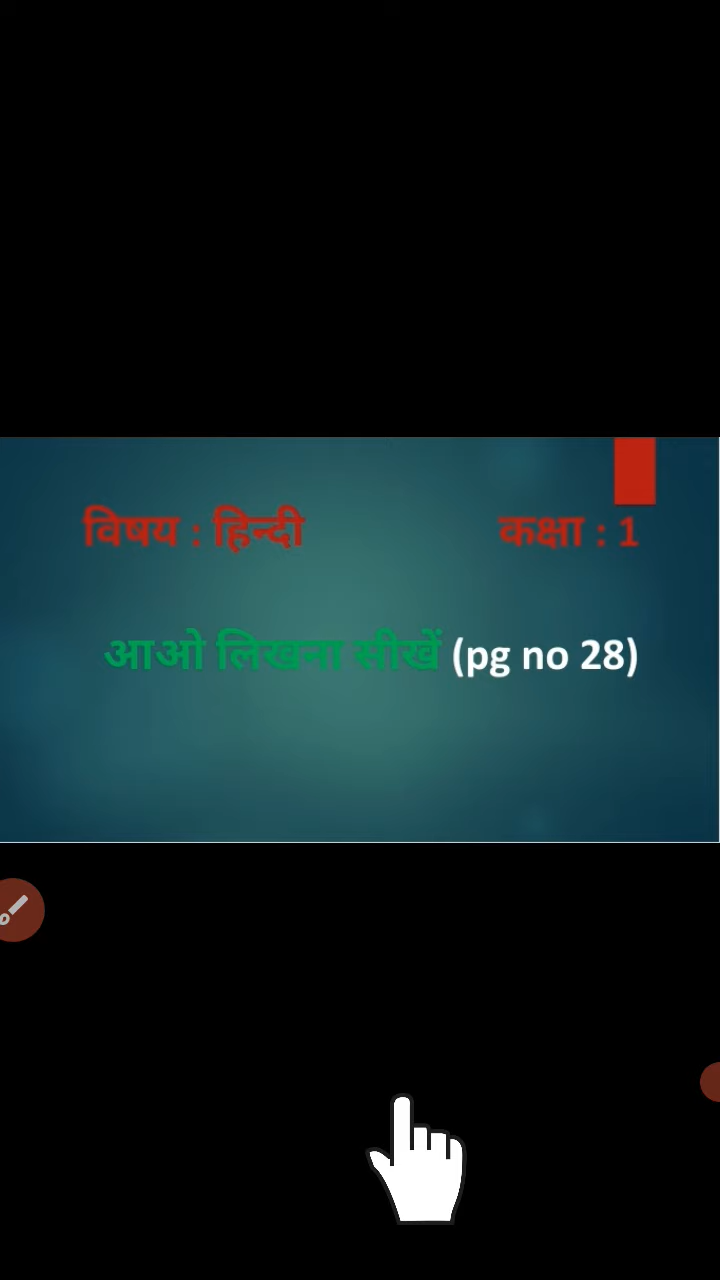 विषय : हिन्दी कक्षा : 1
आओ लिखना सीखें (pg no 28)